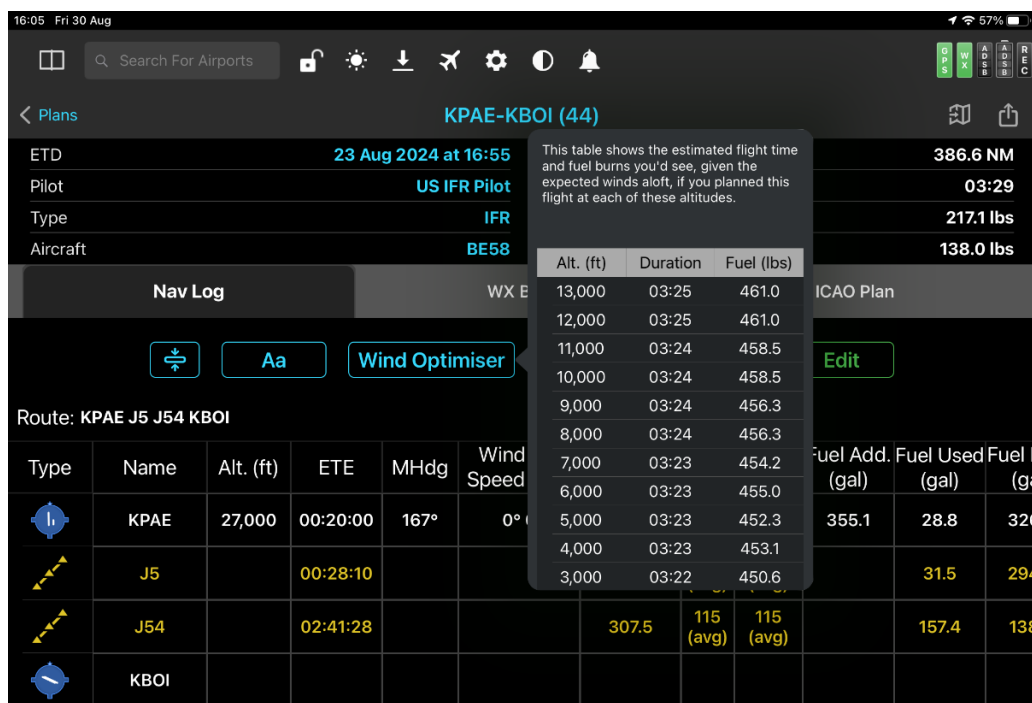 16:05 Fri 30 Aug
57%
Search For Airports
GPS WX ADSB ADSB REC
Plans
KPAE-KBOI (44)
ETD 23 Aug 2024 at 16:55 386.6 NM
Pilot US IFR Pilot 03:29
Type IFR 217.1 lbs
Aircraft BE58 138.0 lbs
This table shows the estimated flight time
and fuel burns you'd see, given the
expected winds aloft, if you planned this
flight at each of these altitudes.
Alt. (ft) Duration Fuel (lbs)
13,000 03:25 461.0
12,000 03:25 461.0
11,000 03:24 458.5
10,000 03:24 458.5
9,000 03:24 456.3
8,000 03:24 456.3
7,000 03:23 454.2
6,000 03:23 455.0
5,000 03:23 452.3
4,000 03:23 453.1
3,000 03:22 450.6
Nav Log WX ICAO Plan
Aa Wind Optimiser Edit
Route: KPAE J5 J54 KBOI
Type Name Alt. (ft) ETE MHdg Wind Speed Fuel Add. (gal) Fuel Used (gal) Fuel
KPAE 27,000 00:20:00 167° 0° 355.1 28.8
J5 00:28:10 31.5
J54 02:41:28 307.5 115 (avg) 115 (avg) 157.4
KBOI